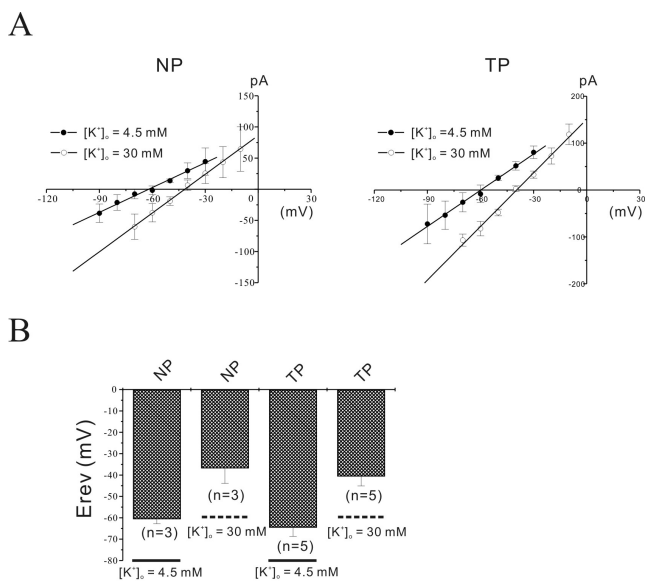 A
NP
pA
[K⁺]ₒ = 4.5 mM
[K⁺]ₒ = 30 mM
150
100
50
-50
-100
-150
-120
-90
-60
-30
0
30
(mV)
TP
pA
[K⁺]ₒ =4.5 mM
[K⁺]ₒ = 30 mM
200
100
-100
-200
-120
-90
-60
-30
0
30
(mV)
B
NP
NP
TP
TP
Erev (mV)
0
-10
-20
-30
-40
-50
-60
-70
-80
(n=3)
(n=3)
(n=5)
(n=5)
[K⁺]ₒ = 30 mM
[K⁺]ₒ = 30 mM
[K⁺]ₒ = 4.5 mM
[K⁺]ₒ = 4.5 mM